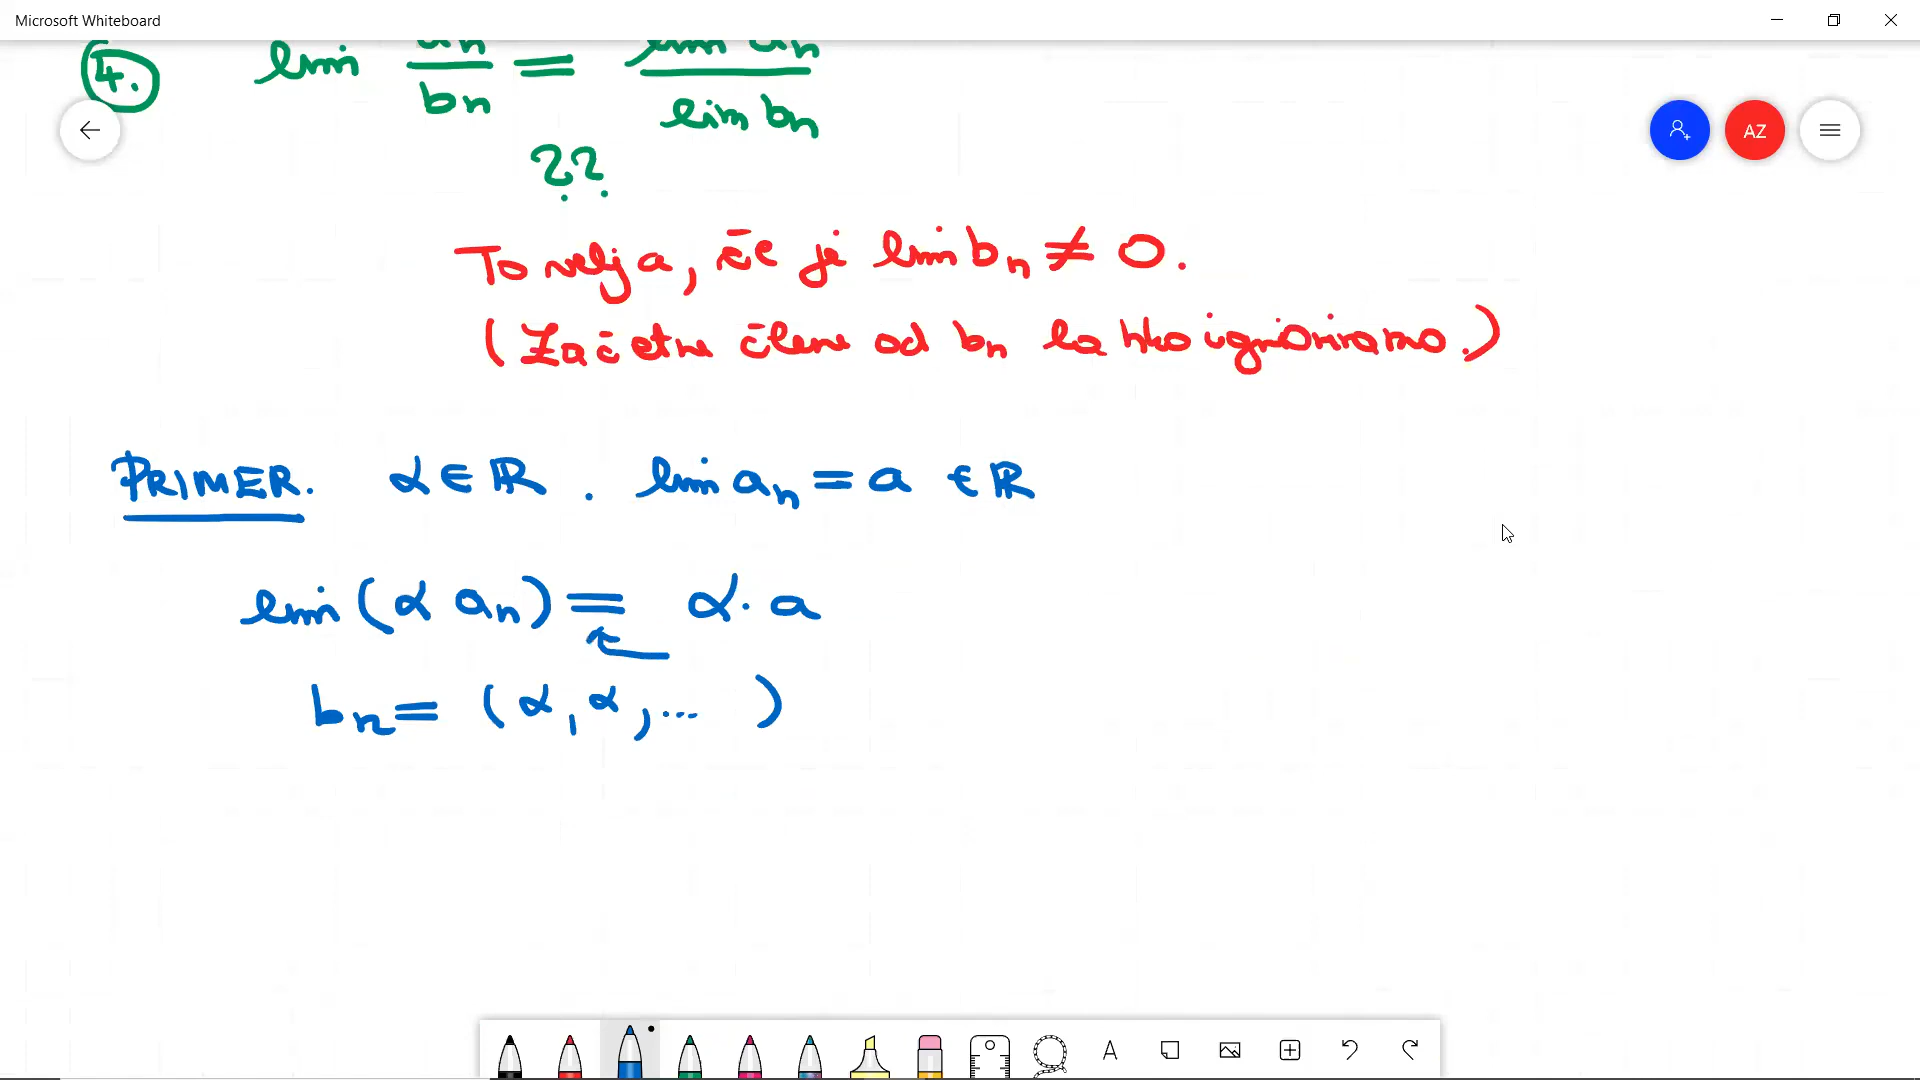 Microsoft Whiteboard
4. lim an/bn = lim an/lim bn
??
AZ
To velja, če je lim bn ≠ 0.
(Začetne člene od bn lahko ignoriramo.)
PRIMER. α ∈ ℝ. lim an = a ∈ ℝ
lim (α an) = α · a
bn = (α, α, ... )
A